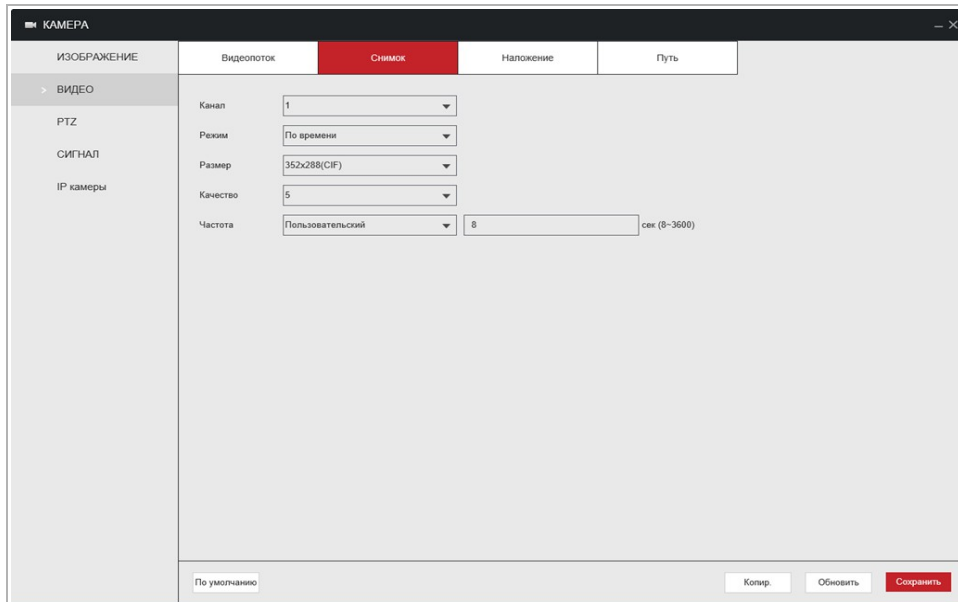 КАМЕРА
ИЗОБРАЖЕНИЕ
ВИДЕО
PTZ
СИГНАЛ
IP камеры
Видеопоток Снимок Наложение Путь
Канал 1
Режим По времени
Размер 352x288(CIF)
Качество 5
Частота Пользовательский 8 сек (8~3600)
По умолчанию Копир. Обновить Сохранить